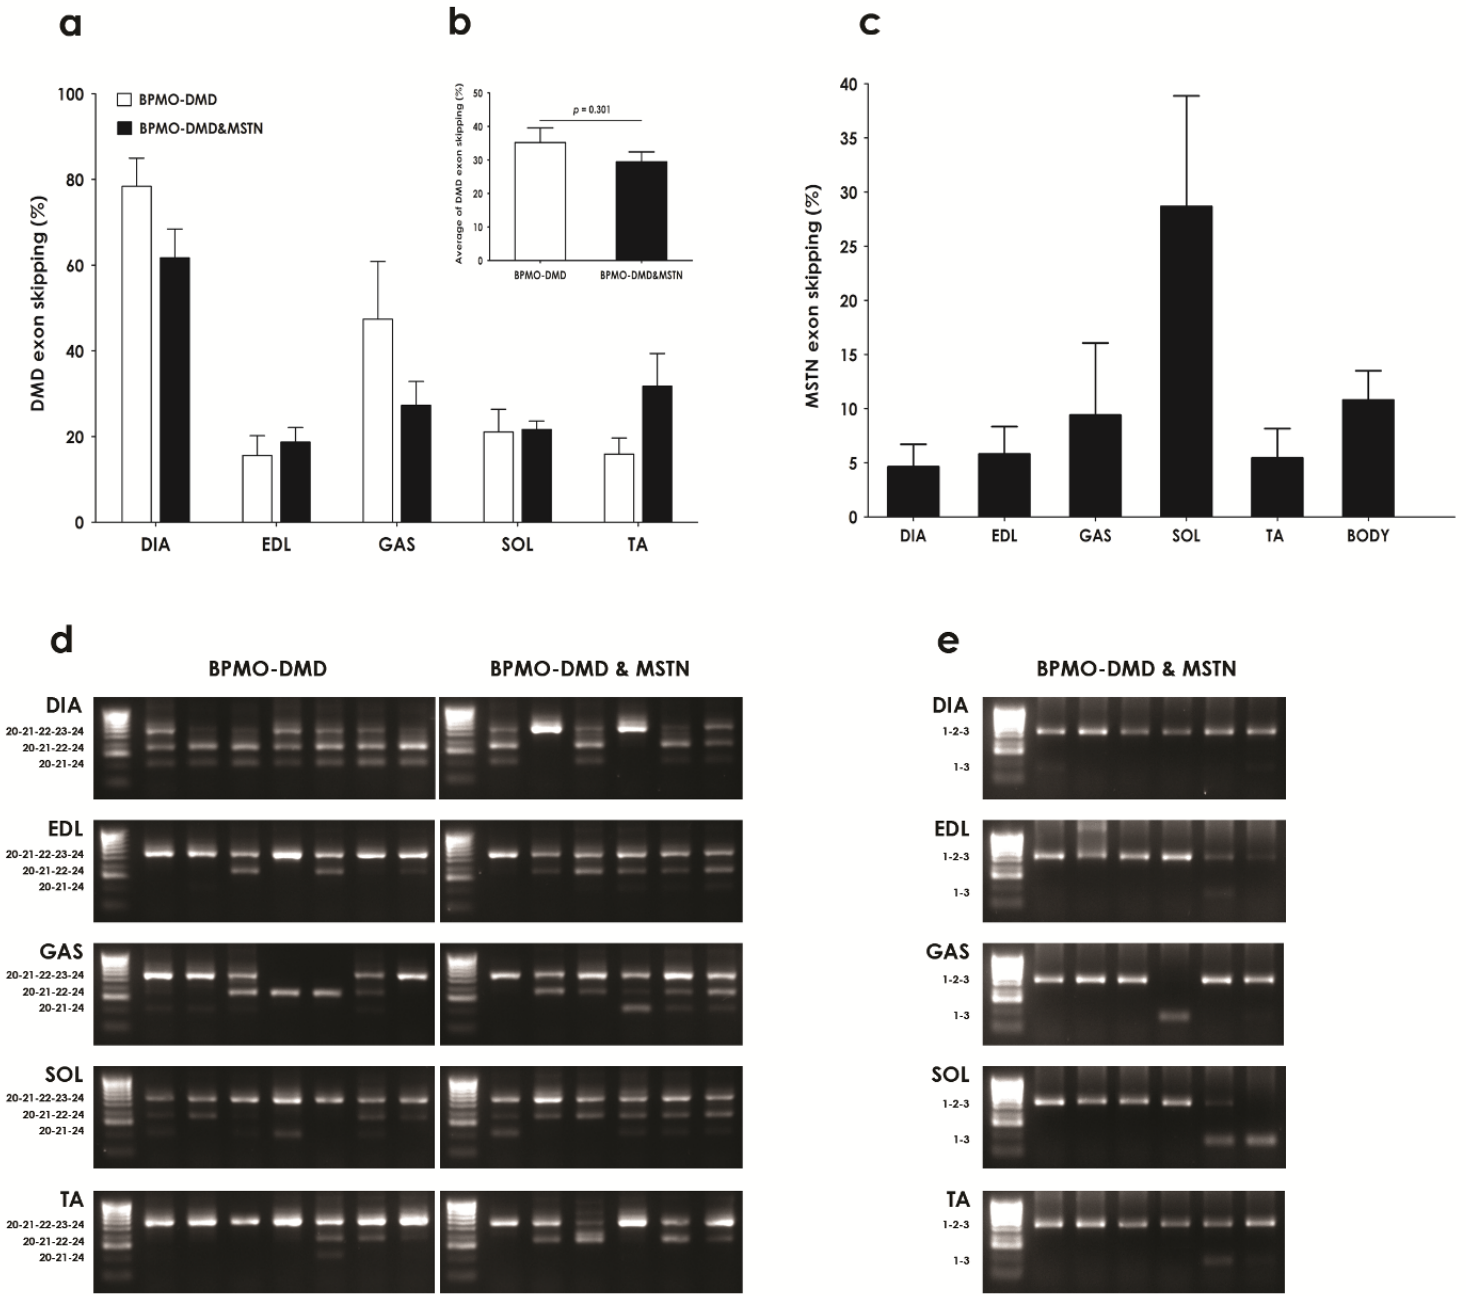 a
100
80
60
40
20
0
DMD exon skipping (%)
BPMO-DMD
BPMO-DMD&MSTN
DIA EDL GAS SOL TA
b
50
40
30
20
10
0
Average of DMD exon skipping (%)
p = 0.301
BPMO-DMD BPMO-DMD&MSTN
c
40
35
30
25
20
15
10
5
0
MSTN exon skipping (%)
DIA EDL GAS SOL TA BODY
d
BPMO-DMD BPMO-DMD & MSTN
DIA
20-21-22-23-24
20-21-22-24
20-21-24
EDL
20-21-22-23-24
20-21-22-24
20-21-24
GAS
20-21-22-23-24
20-21-22-24
20-21-24
SOL
20-21-22-23-24
20-21-22-24
20-21-24
TA
20-21-22-23-24
20-21-22-24
20-21-24
e
BPMO-DMD & MSTN
DIA
1-2-3
1-3
EDL
1-2-3
1-3
GAS
1-2-3
1-3
SOL
1-2-3
1-3
TA
1-2-3
1-3